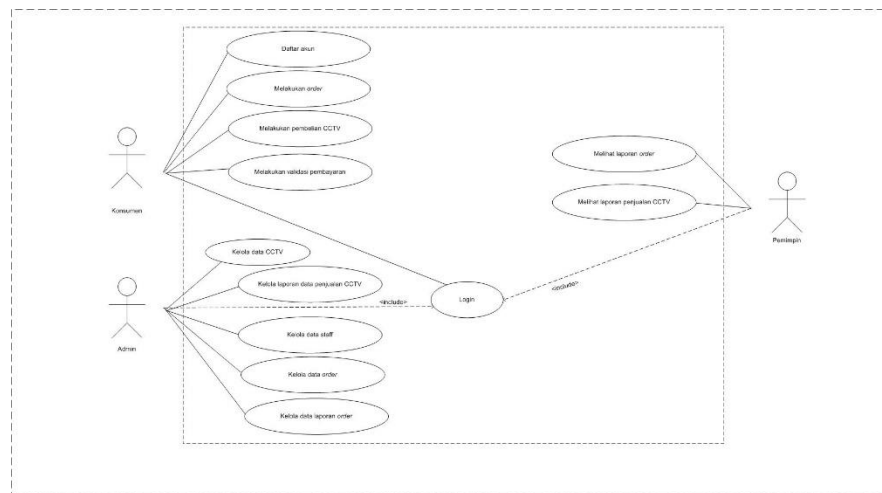 Daftar akun
Melakukan order
Melakukan pembelian CCTV
Melakukan validasi pembayaran
Konsumen
Melihat laporan order
Melihat laporan penjualan CCTV
Pemimpin
Kelola data CCTV
Kelola laporan data penjualan CCTV
<include>
Login
<include>
Kelola data staff
Admin
Kelola data order
Kelola data laporan order